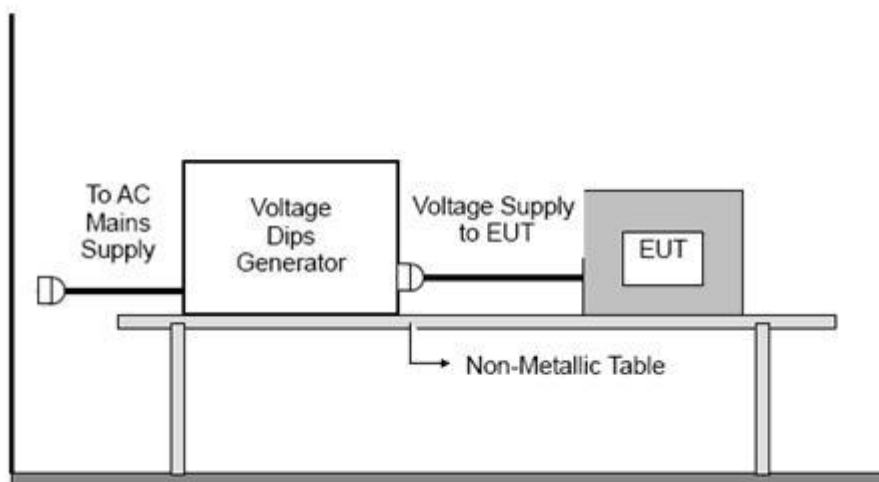 To AC
Mains
Supply
Voltage
Dips
Generator
Voltage Supply
to EUT
EUT
Non-Metallic Table